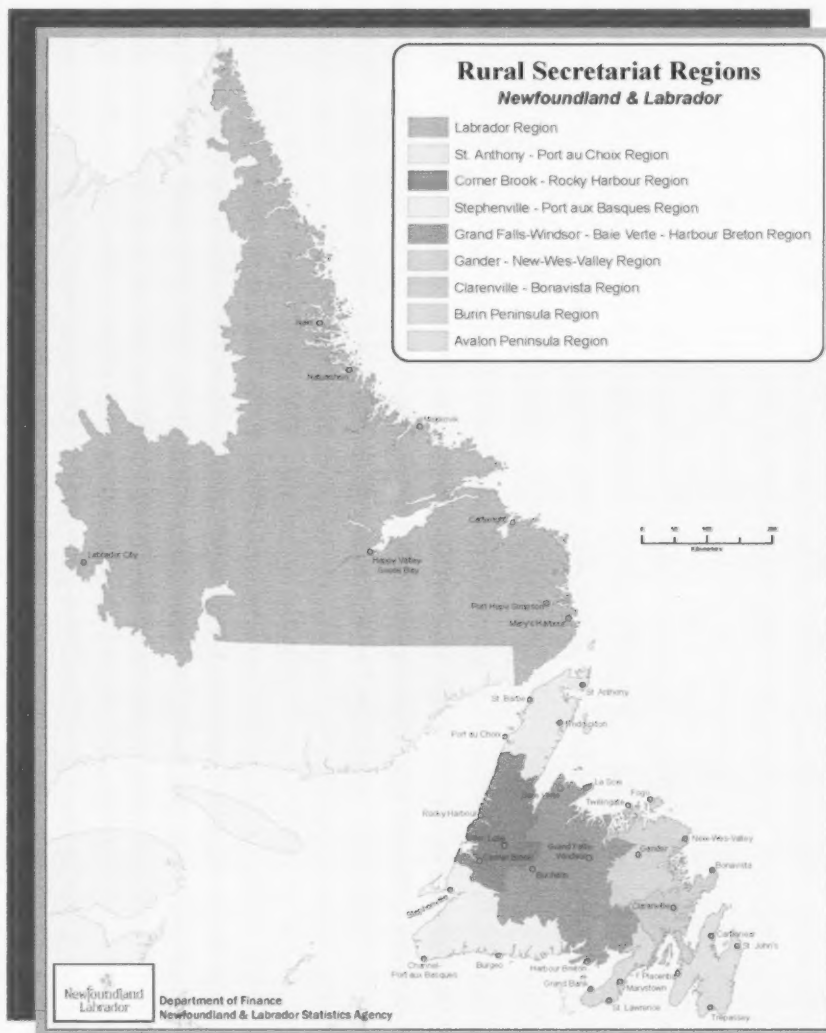 Rural Secretariat Regions
Newfoundland & Labrador
Labrador Region
St. Anthony - Port au Choix Region
Corner Brook - Rocky Harbour Region
Stephenville - Port aux Basques Region
Grand Falls-Windsor - Baie Verte - Harbour Breton Region
Gander - New-Wes-Valley Region
Clarenville - Bonavista Region
Burin Peninsula Region
Avalon Peninsula Region
Nain
Natuashish
Makkovik
Cartwright
Labrador City
Happy Valley-
Goose Bay
Kilometers
Port Hope Simpson
Mary's Harbour
St. Barbe
St. Anthony
Port au Choix
La Scie
Fogo
Twillingate
Rocky Harbour
New-Wes-Valley
Grand Falls-
Windsor
Gander
Corner Brook
Buchans
Bonavista
Stephenville
Clarenville
Carbonear
St. John's
Channel-
Port aux Basques
Burgeo
Harbour Breton
Placentia
Grand Bank
Marystown
St. Lawrence
Trepassey
Newfoundland
Labrador
Department of Finance
Newfoundland & Labrador Statistics Agency